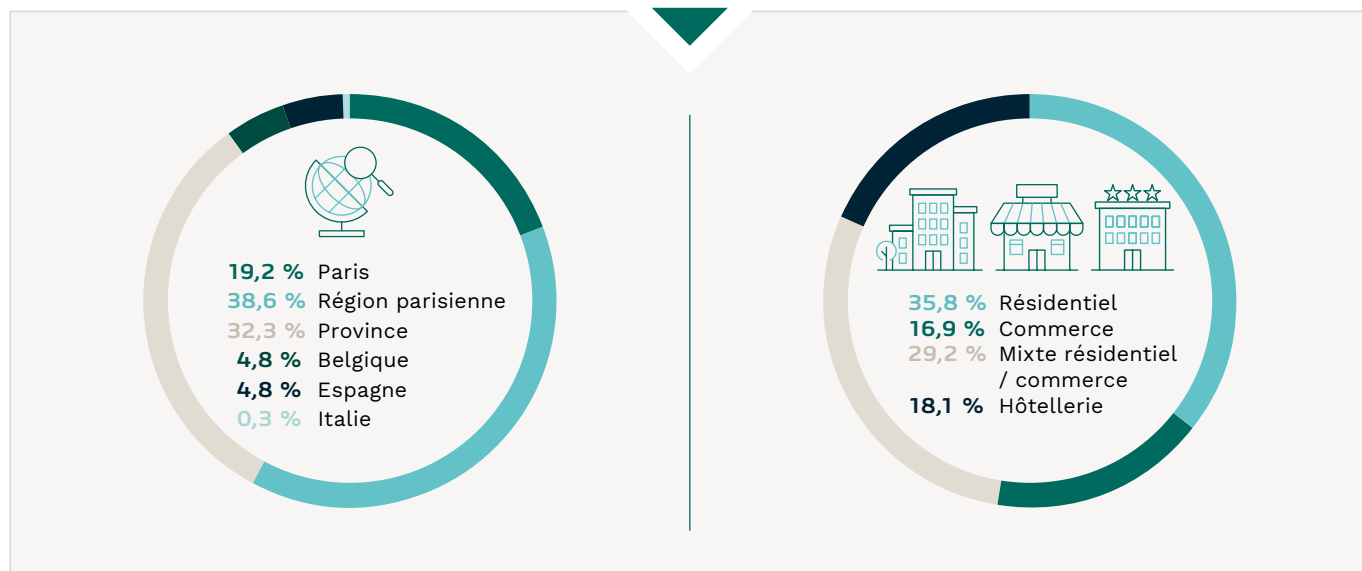 19,2 % Paris
38,6 % Région parisienne
32,3 % Province
4,8 % Belgique
4,8 % Espagne
0,3 % Italie
35,8 % Résidentiel
16,9 % Commerce
29,2 % Mixte résidentiel
/ commerce
18,1 % Hôtellerie